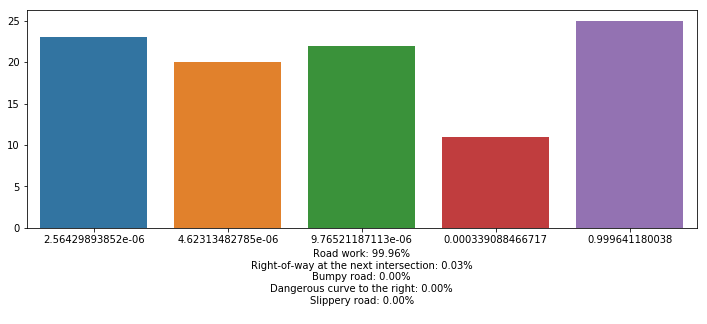 25
20
15
10
5
0
2.56429893852e-06 4.62313482785e-06 9.76521187113e-06 0.000339088466717 0.999641180038
Road work: 99.96%
Right-of-way at the next intersection: 0.03%
Bumpy road: 0.00%
Dangerous curve to the right: 0.00%
Slippery road: 0.00%